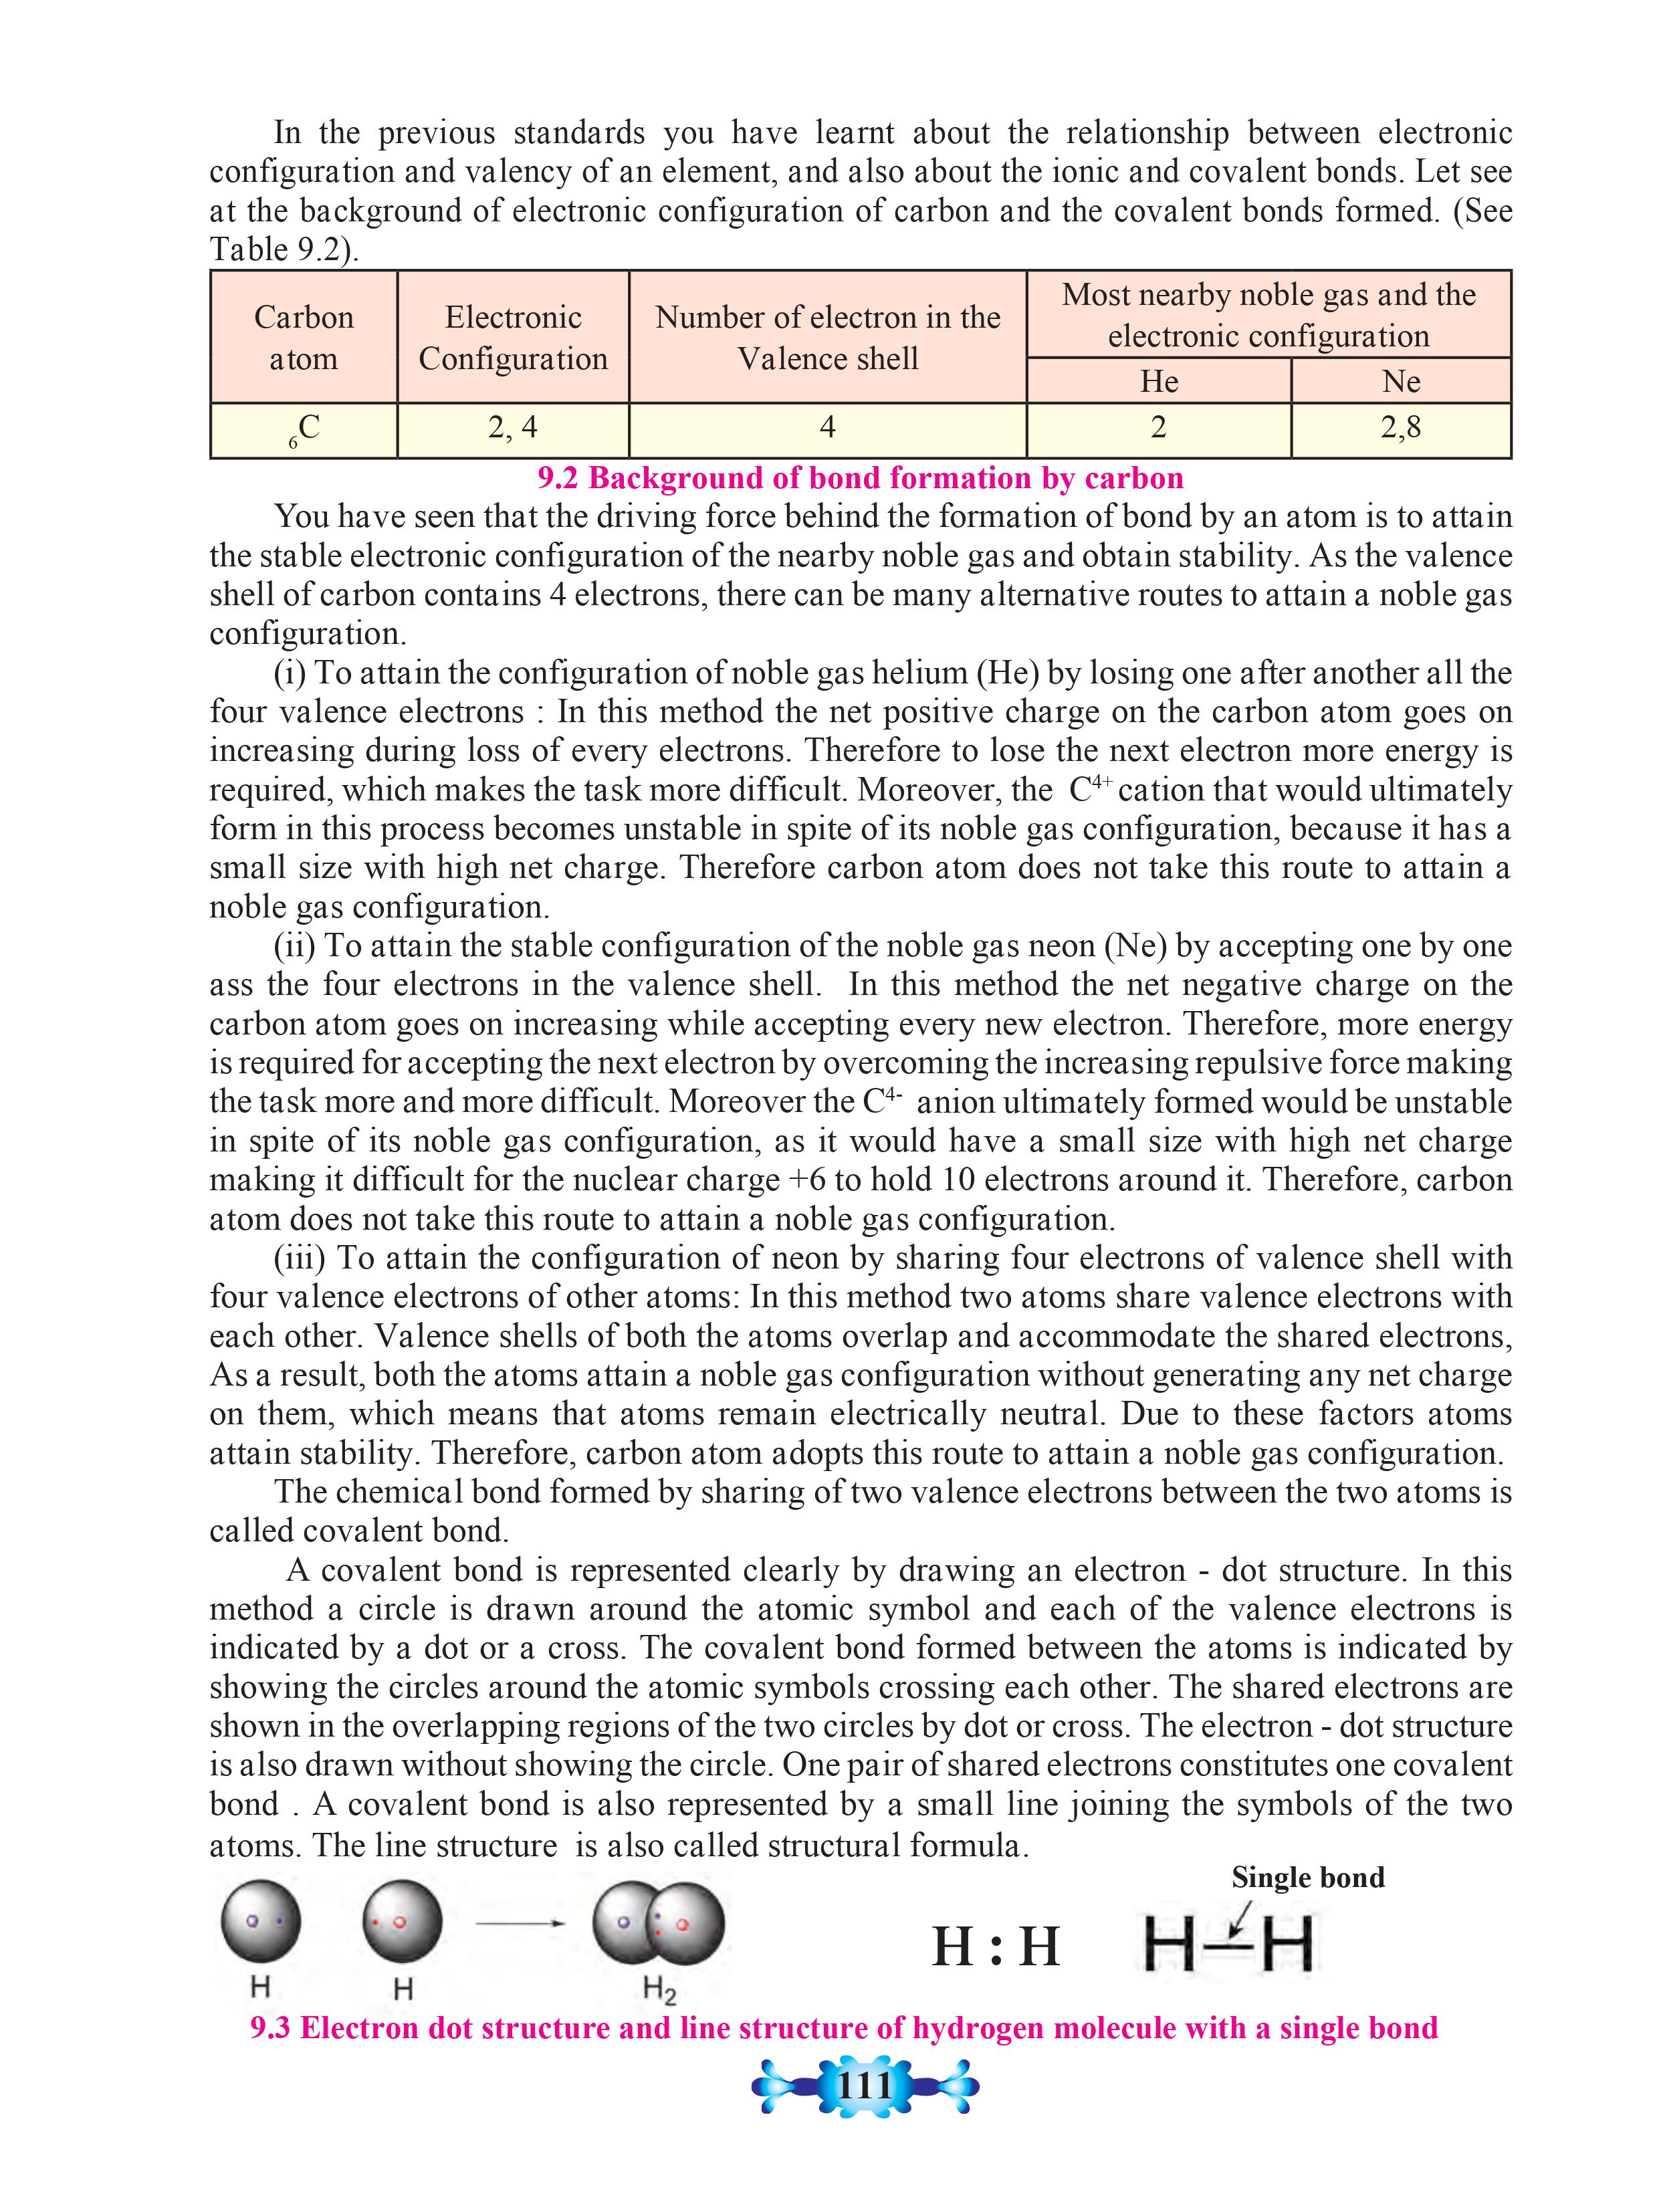 In the previous standards you have learnt about the relationship between electronic
configuration and valency of an element, and also about the ionic and covalent bonds. Let see
at the background of electronic configuration of carbon and the covalent bonds formed. (See
Table 9.2).
Carbon atom | Electronic Configuration | Number of electron in the Valence shell | Most nearby noble gas and the electronic configuration
He | Ne
₆C | 2, 4 | 4 | 2 | 2,8
9.2 Background of bond formation by carbon
You have seen that the driving force behind the formation of bond by an atom is to attain
the stable electronic configuration of the nearby noble gas and obtain stability. As the valence
shell of carbon contains 4 electrons, there can be many alternative routes to attain a noble gas
configuration.
(i) To attain the configuration of noble gas helium (He) by losing one after another all the
four valence electrons : In this method the net positive charge on the carbon atom goes on
increasing during loss of every electrons. Therefore to lose the next electron more energy is
required, which makes the task more difficult. Moreover, the C⁴⁺ cation that would ultimately
form in this process becomes unstable in spite of its noble gas configuration, because it has a
small size with high net charge. Therefore carbon atom does not take this route to attain a
noble gas configuration.
(ii) To attain the stable configuration of the noble gas neon (Ne) by accepting one by one
ass the four electrons in the valence shell. In this method the net negative charge on the
carbon atom goes on increasing while accepting every new electron. Therefore, more energy
is required for accepting the next electron by overcoming the increasing repulsive force making
the task more and more difficult. Moreover the C⁴⁻ anion ultimately formed would be unstable
in spite of its noble gas configuration, as it would have a small size with high net charge
making it difficult for the nuclear charge +6 to hold 10 electrons around it. Therefore, carbon
atom does not take this route to attain a noble gas configuration.
(iii) To attain the configuration of neon by sharing four electrons of valence shell with
four valence electrons of other atoms: In this method two atoms share valence electrons with
each other. Valence shells of both the atoms overlap and accommodate the shared electrons,
As a result, both the atoms attain a noble gas configuration without generating any net charge
on them, which means that atoms remain electrically neutral. Due to these factors atoms
attain stability. Therefore, carbon atom adopts this route to attain a noble gas configuration.
The chemical bond formed by sharing of two valence electrons between the two atoms is
called covalent bond.
A covalent bond is represented clearly by drawing an electron - dot structure. In this
method a circle is drawn around the atomic symbol and each of the valence electrons is
indicated by a dot or a cross. The covalent bond formed between the atoms is indicated by
showing the circles around the atomic symbols crossing each other. The shared electrons are
shown in the overlapping regions of the two circles by dot or cross. The electron - dot structure
is also drawn without showing the circle. One pair of shared electrons constitutes one covalent
bond . A covalent bond is also represented by a small line joining the symbols of the two
atoms. The line structure is also called structural formula.
Single bond
H : H
H–H
H
H
H₂
9.3 Electron dot structure and line structure of hydrogen molecule with a single bond
111